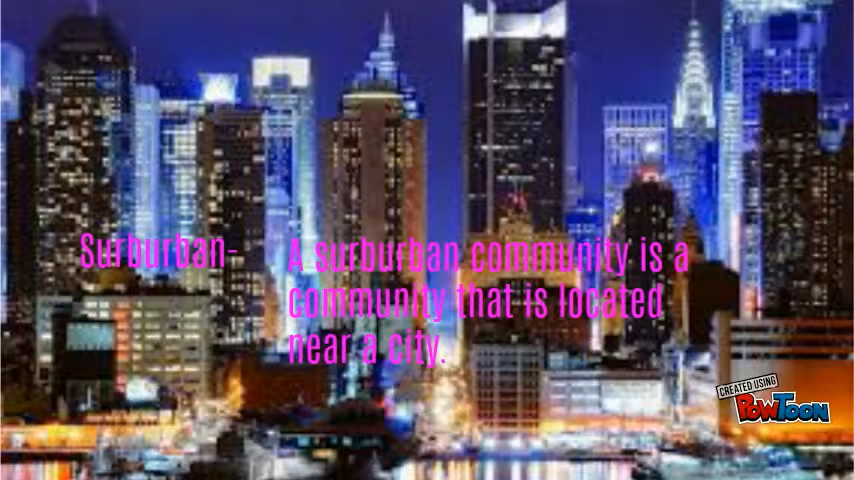 Surburban-
A surburban community is a
community that is located
near a city.
CREATED USING
POWTOON